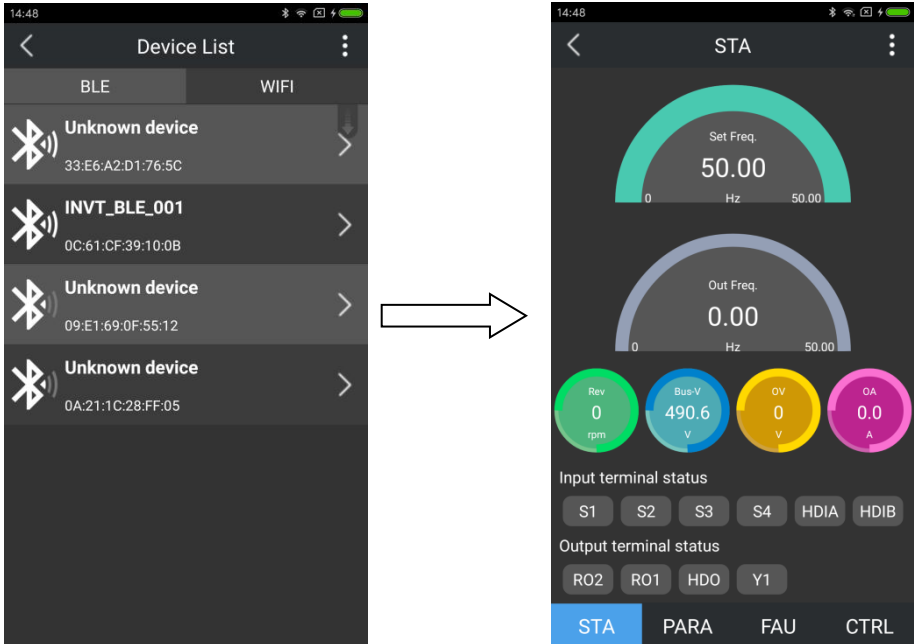 14:48
Device List
BLE WIFI
Unknown device
33:E6:A2:D1:76:5C
INVT_BLE_001
0C:61:CF:39:10:0B
Unknown device
09:E1:69:0F:55:12
Unknown device
0A:21:1C:28:FF:05
14:48
STA
Set Freq.
50.00
0 Hz 50.00
Out Freq.
0.00
0 Hz 50.00
Rev Bus-V OV OA
0 490.6 0 0.0
rpm V V A
Input terminal status
S1 S2 S3 S4 HDIA HDIB
Output terminal status
RO2 RO1 HDO Y1
STA PARA FAU CTRL